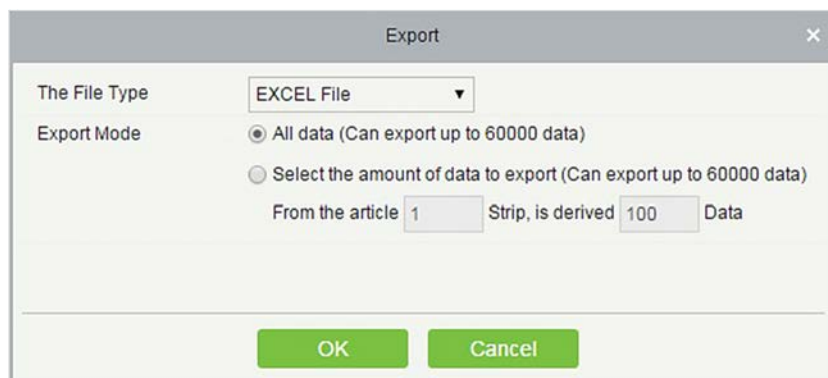 Export ×
The File Type EXCEL File ▼
Export Mode All data (Can export up to 60000 data)
Select the amount of data to export (Can export up to 60000 data)
From the article 1 Strip, is derived 100 Data
OK Cancel